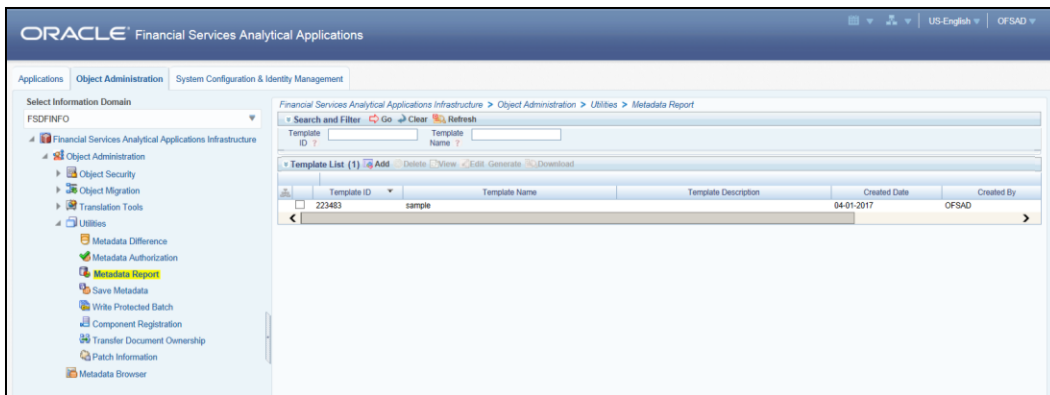 ORACLE® Financial Services Analytical Applications
US-English
OFSAD
Applications
Object Administration
System Configuration & Identity Management
Select Information Domain
FSDFINFO
Financial Services Analytical Applications Infrastructure
Object Administration
Object Security
Object Migration
Translation Tools
Utilities
Metadata Difference
Metadata Authorization
Metadata Report
Save Metadata
Write Protected Batch
Component Registration
Transfer Document Ownership
Patch Information
Metadata Browser
Financial Services Analytical Applications Infrastructure > Object Administration > Utilities > Metadata Report
Search and Filter Go Clear Refresh
Template ID ?
Template Name ?
Template List (1) Add Delete View Edit Generate Download
Template ID Template Name Template Description Created Date Created By
223483 sample 04-01-2017 OFSAD